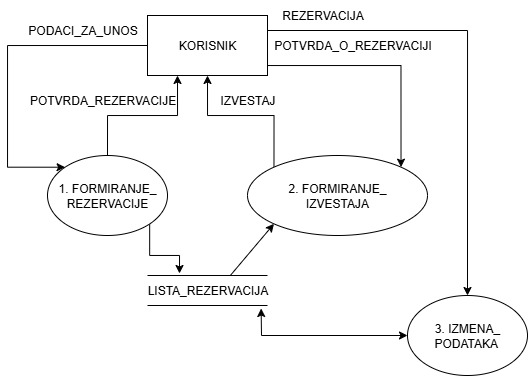 REZERVACIJA
PODACI_ZA_UNOS
KORISNIK
POTVRDA_O_REZERVACIJI
POTVRDA_REZERVACIJE
IZVESTAJ
1. FORMIRANJE_
REZERVACIJE
2. FORMIRANJE_
IZVESTAJA
LISTA_REZERVACIJA
3. IZMENA_
PODATAKA